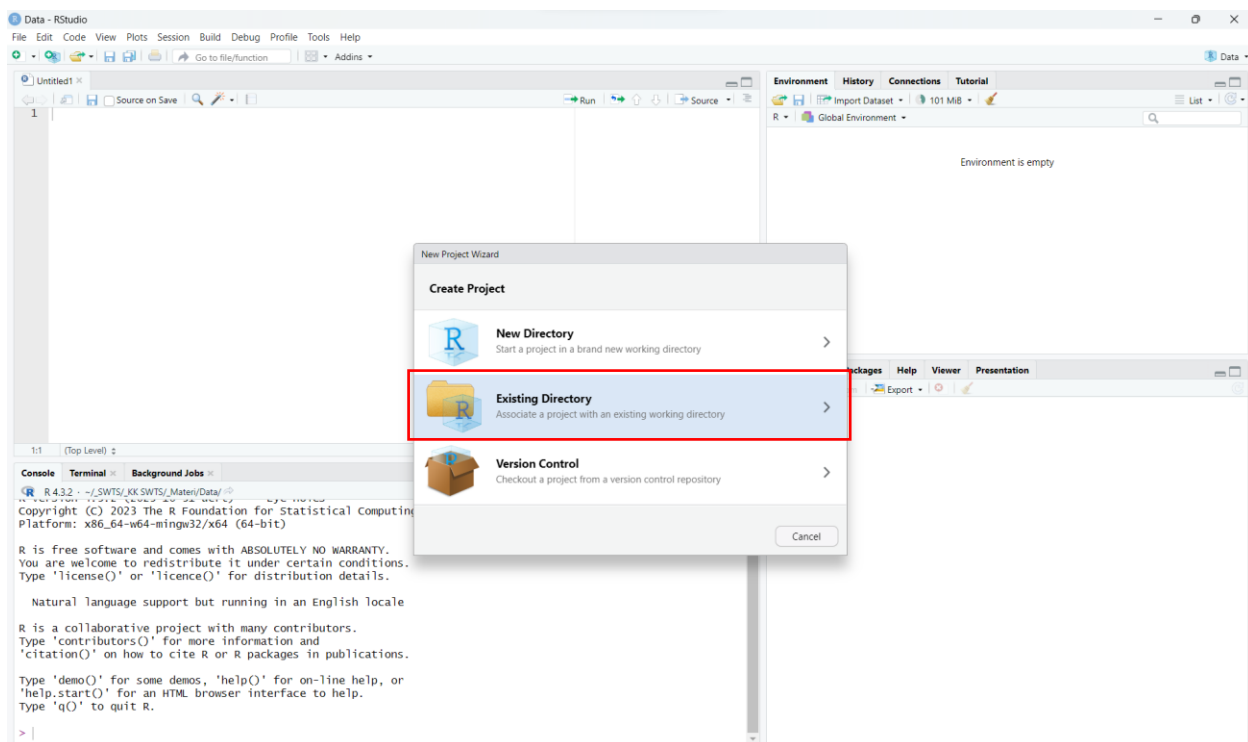 Data - RStudio
File Edit Code View Plots Session Build Debug Profile Tools Help
Go to file/function Addins Data
Untitled1
Source on Save Run Source
1
1:1 (Top Level)
Console Terminal Background Jobs
R 4.3.2 · ~/_SWTS/_KK SWTS/_Materi/Data/
Copyright (C) 2023 The R Foundation for Statistical Computing
Platform: x86_64-w64-mingw32/x64 (64-bit)
R is free software and comes with ABSOLUTELY NO WARRANTY.
You are welcome to redistribute it under certain conditions.
Type 'license()' or 'licence()' for distribution details.
Natural language support but running in an English locale
R is a collaborative project with many contributors.
Type 'contributors()' for more information and
'citation()' on how to cite R or R packages in publications.
Type 'demo()' for some demos, 'help()' for on-line help, or
'help.start()' for an HTML browser interface to help.
Type 'q()' to quit R.
>
Environment History Connections Tutorial
Import Dataset 101 MiB List
R Global Environment
Environment is empty
Help Viewer Presentation
Export
New Project Wizard
Create Project
R
New Directory
Start a project in a brand new working directory
R
Existing Directory
Associate a project with an existing working directory
Version Control
Checkout a project from a version control repository
Cancel